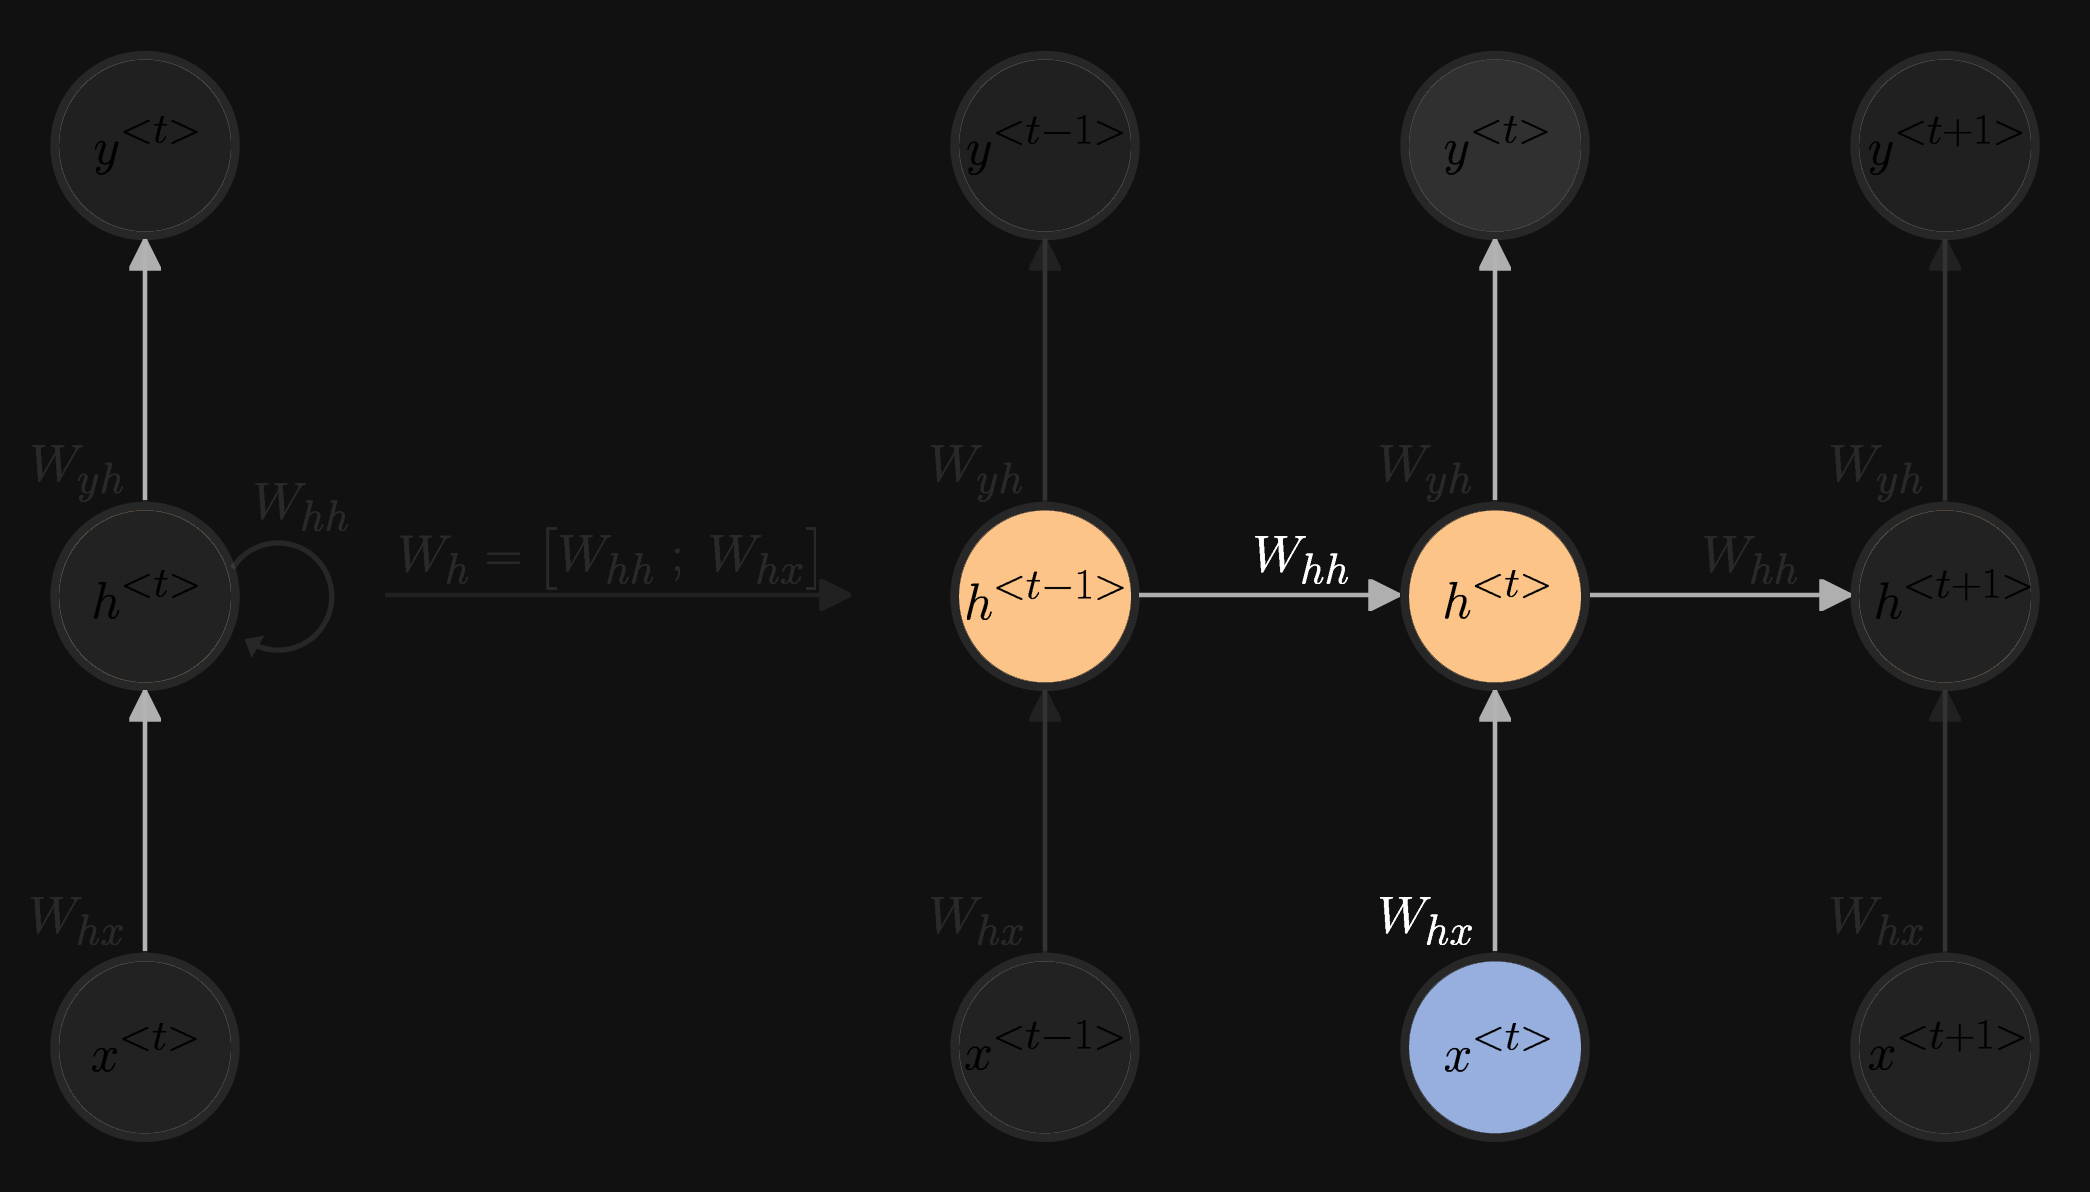 y^{<t>} y^{<t-1>} y^{<t>} y^{<t+1>}
W_{yh} W_{yh} W_{yh} W_{yh}
W_{hh}
W_h = [W_{hh} ; W_{hx}] W_{hh} W_{hh}
h^{<t>} h^{<t-1>} h^{<t>} h^{<t+1>}
W_{hx} W_{hx} W_{hx} W_{hx}
x^{<t>} x^{<t-1>} x^{<t>} x^{<t+1>}